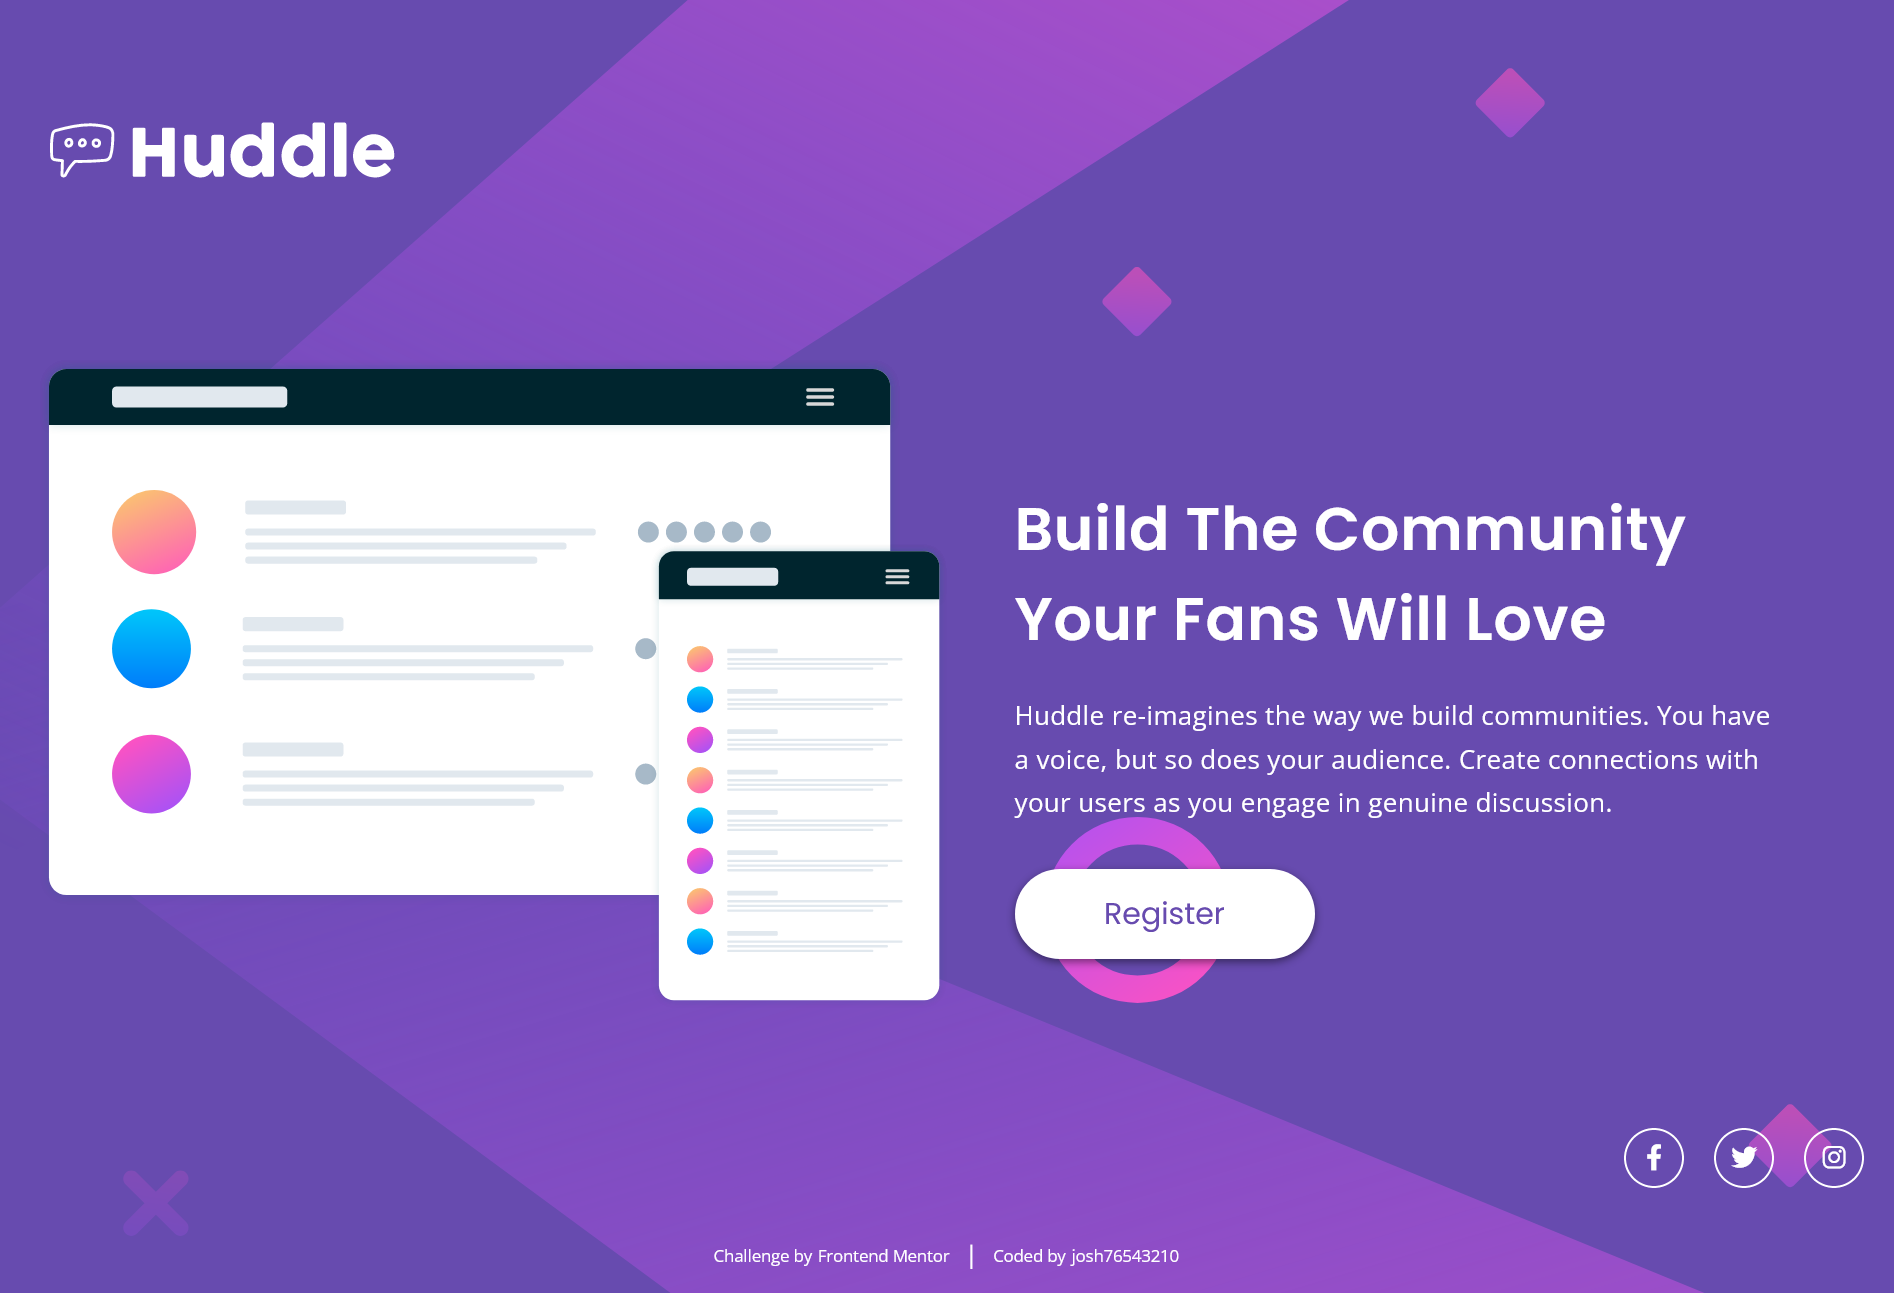 Huddle
Build The Community
Your Fans Will Love
Huddle re-imagines the way we build communities. You have
a voice, but so does your audience. Create connections with
your users as you engage in genuine discussion.
Register
Challenge by Frontend Mentor | Coded by josh76543210